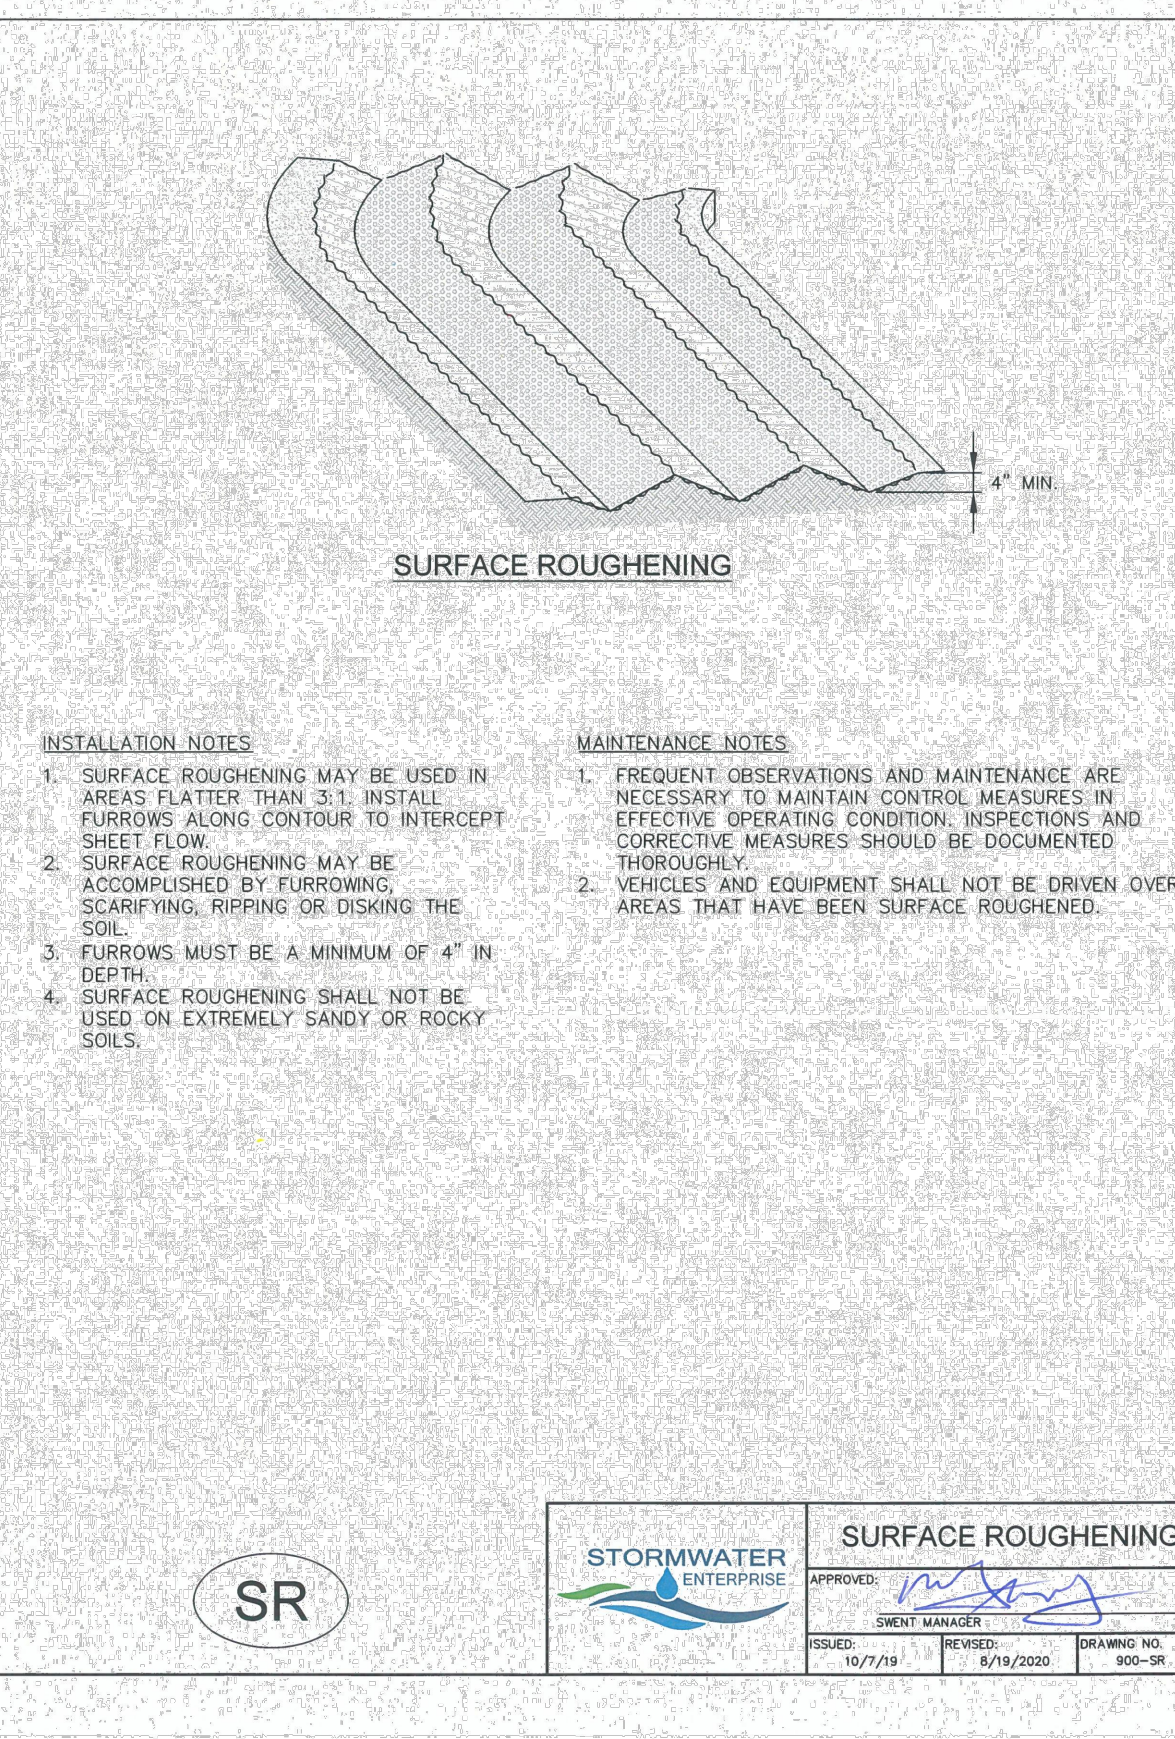 4" MIN.
SURFACE ROUGHENING
INSTALLATION NOTES
1. SURFACE ROUGHENING MAY BE USED IN
AREAS FLATTER THAN 3:1. INSTALL
FURROWS ALONG CONTOUR TO INTERCEPT
SHEET FLOW.
2. SURFACE ROUGHENING MAY BE
ACCOMPLISHED BY FURROWING,
SCARIFYING, RIPPING OR DISKING THE
SOIL.
3. FURROWS MUST BE A MINIMUM OF 4" IN
DEPTH.
4. SURFACE ROUGHENING SHALL NOT BE
USED ON EXTREMELY SANDY OR ROCKY
SOILS.
MAINTENANCE NOTES
1. FREQUENT OBSERVATIONS AND MAINTENANCE ARE
NECESSARY TO MAINTAIN CONTROL MEASURES IN
EFFECTIVE OPERATING CONDITION. INSPECTIONS AND
CORRECTIVE MEASURES SHOULD BE DOCUMENTED
THOROUGHLY.
2. VEHICLES AND EQUIPMENT SHALL NOT BE DRIVEN OVER
AREAS THAT HAVE BEEN SURFACE ROUGHENED.
SR
STORMWATER
ENTERPRISE
SURFACE ROUGHENING
APPROVED:
SWENT MANAGER
ISSUED:
10/7/19
REVISED:
8/19/2020
DRAWING NO.
900-SR